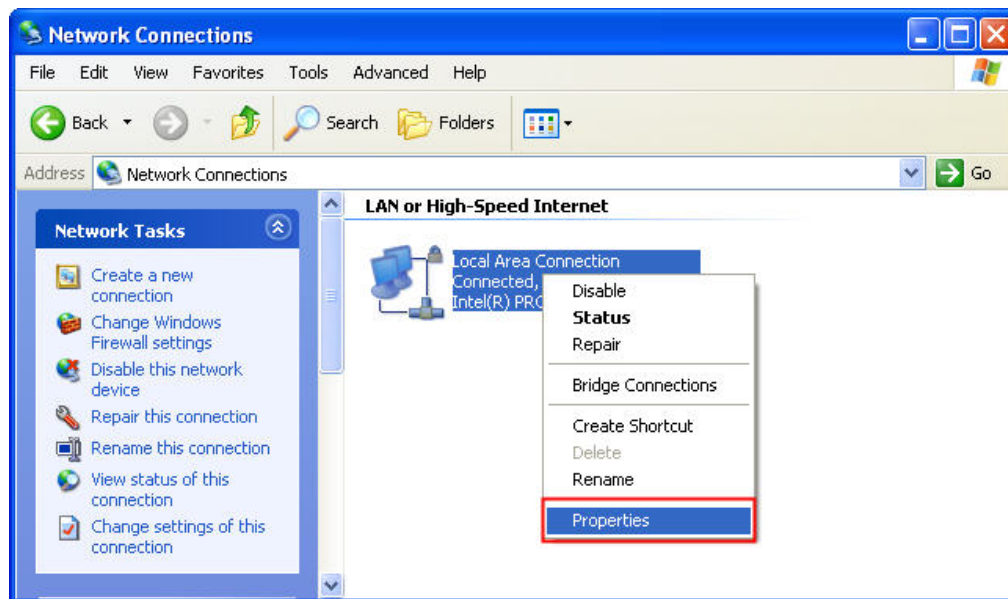 Network Connections
File Edit View Favorites Tools Advanced Help
Back Search Folders
Address Network Connections Go
Network Tasks
Create a new
connection
Change Windows
Firewall settings
Disable this network
device
Repair this connection
Rename this connection
View status of this
connection
Change settings of this
connection
LAN or High-Speed Internet
Local Area Connection
Connected,
Intel(R)
Disable
Status
Repair
Bridge Connections
Create Shortcut
Delete
Rename
Properties